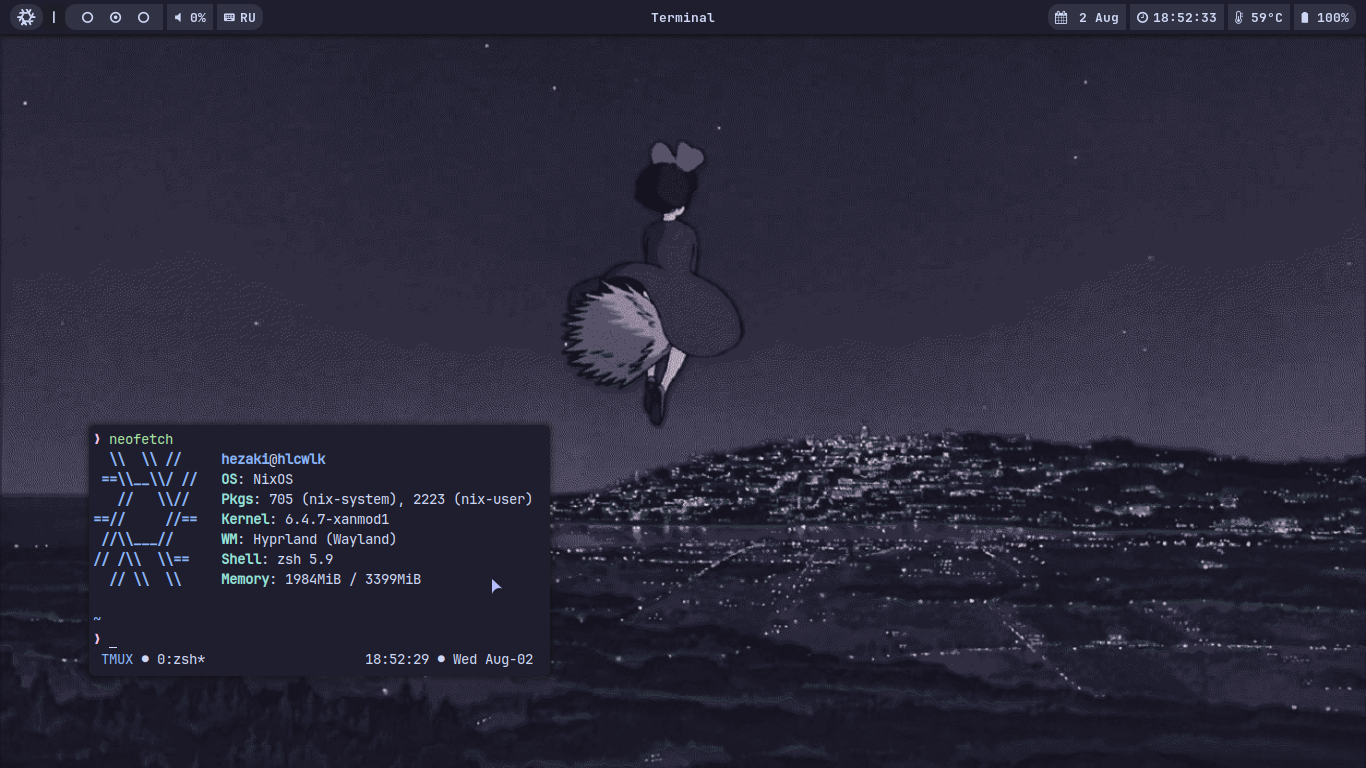 | 0% RU Terminal 2 Aug 18:52:33 59°C 100%
❯ neofetch
  \\  \\ //     hezaki@hlcwlk
 ==\\__\\/ //   OS: NixOS
   //   \\//    Pkgs: 705 (nix-system), 2223 (nix-user)
==//     //==   Kernel: 6.4.7-xanmod1
 //\\___//      WM: Hyprland (Wayland)
// /\\  \\==    Shell: zsh 5.9
  // \\  \\     Memory: 1984MiB / 3399MiB
~
❯ _
TMUX ● 0:zsh* 18:52:29 ● Wed Aug-02